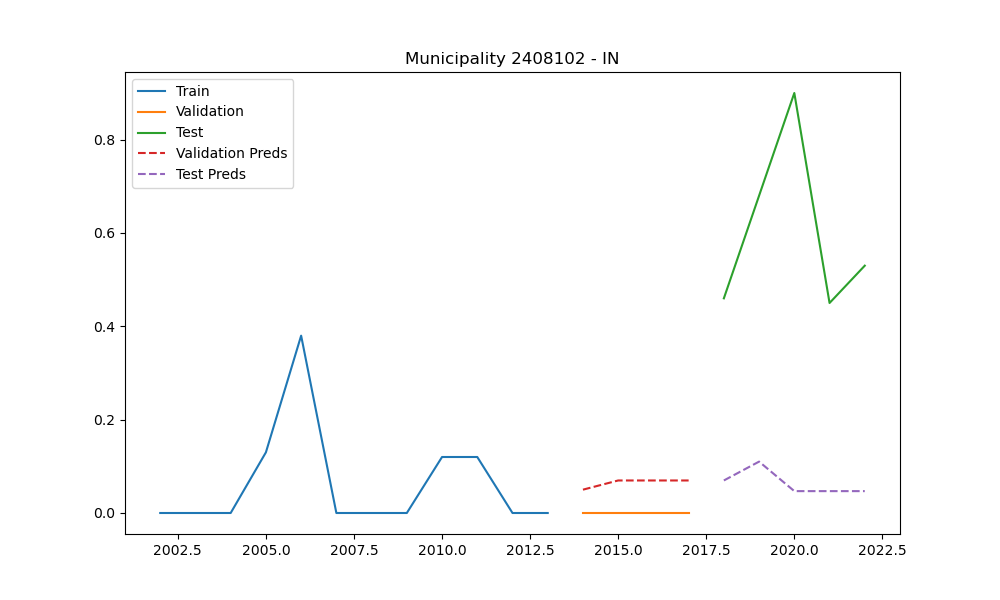 Municipality 2408102 - IN
Train
Validation
Test
Validation Preds
Test Preds
0.8
0.6
0.4
0.2
0.0
2002.5 2005.0 2007.5 2010.0 2012.5 2015.0 2017.5 2020.0 2022.5